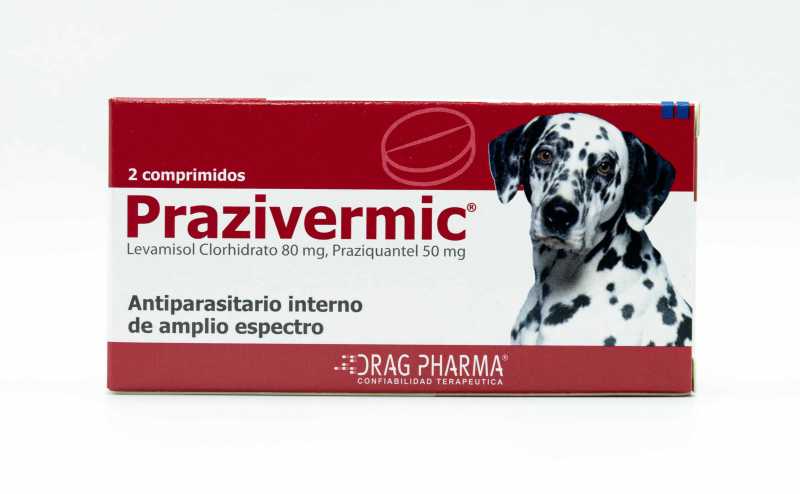 2 comprimidos
Prazivermic®
Levamisol Clorhidrato 80 mg, Praziquantel 50 mg
Antiparasitario interno
de amplio espectro
DRAG PHARMA®
CONFIABILIDAD TERAPEUTICA